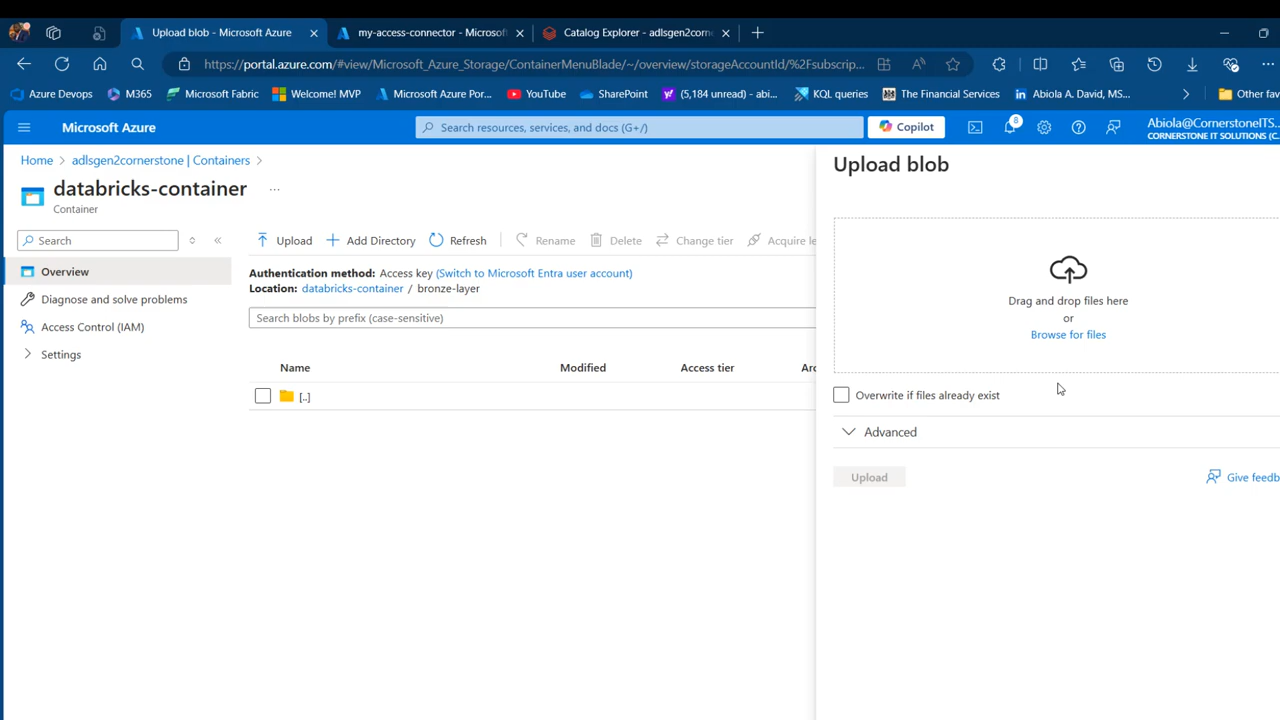 Upload blob - Microsoft Azure
my-access-connector - Microsof
Catalog Explorer - adlsgen2corne
https://portal.azure.com/#view/Microsoft_Azure_Storage/ContainerMenuBlade/~/overview/storageAccountId/%2Fsubscrip...
Azure Devops
M365
Microsoft Fabric
Welcome! MVP
Microsoft Azure Por...
YouTube
SharePoint
(5,184 unread) - abi...
KQL queries
The Financial Services
Abiola A. David, MS...
Other fav
Microsoft Azure
Search resources, services, and docs (G+/)
Copilot
8
Abiola@CornerstoneITS...
CORNERSTONE IT SOLUTIONS (C...
Home > adlsgen2cornerstone | Containers >
databricks-container ...
Container
Search
Overview
Diagnose and solve problems
Access Control (IAM)
Settings
Upload
Add Directory
Refresh
Rename
Delete
Change tier
Acquire le
Authentication method: Access key (Switch to Microsoft Entra user account)
Location: databricks-container / bronze-layer
Search blobs by prefix (case-sensitive)
Name
Modified
Access tier
Arc
[..]
Upload blob
Drag and drop files here
or
Browse for files
Overwrite if files already exist
Advanced
Upload
Give feedb